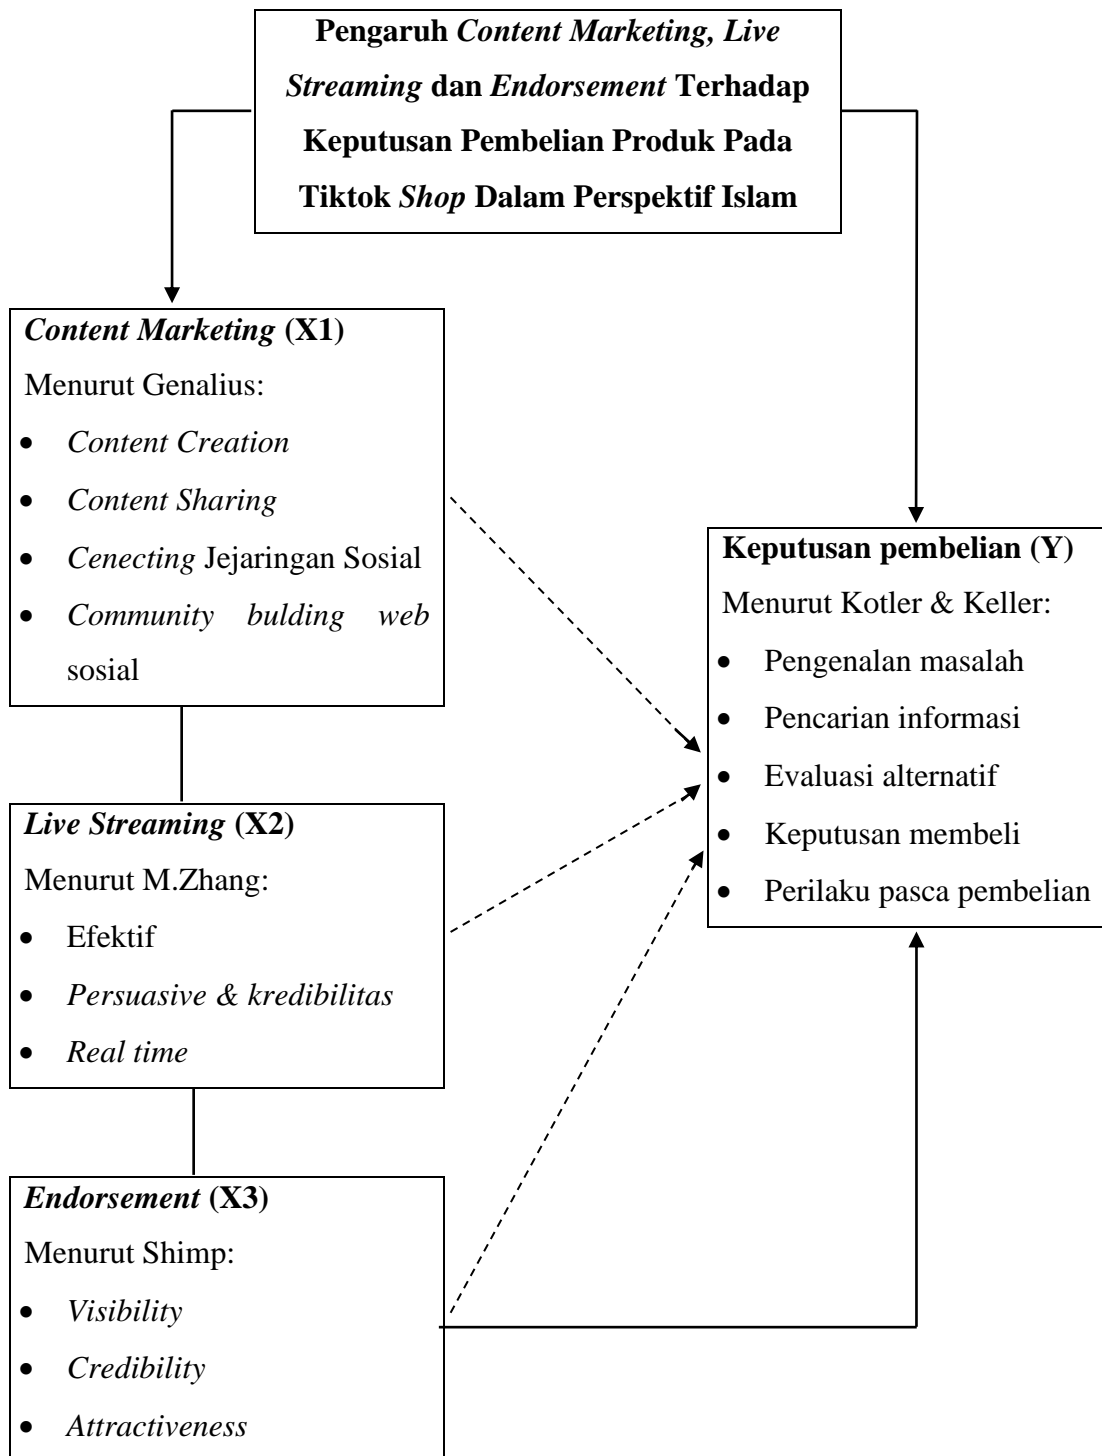 Pengaruh Content Marketing, Live
Streaming dan Endorsement Terhadap
Keputusan Pembelian Produk Pada
Tiktok Shop Dalam Perspektif Islam
Content Marketing (X1)
Menurut Genalius:
• Content Creation
• Content Sharing
• Cenecting Jejaringan Sosial
• Community bulding web
sosial
Live Streaming (X2)
Menurut M.Zhang:
• Efektif
• Persuasive & kredibilitas
• Real time
Endorsement (X3)
Menurut Shimp:
• Visibility
• Credibility
• Attractiveness
Keputusan pembelian (Y)
Menurut Kotler & Keller:
• Pengenalan masalah
• Pencarian informasi
• Evaluasi alternatif
• Keputusan membeli
• Perilaku pasca pembelian